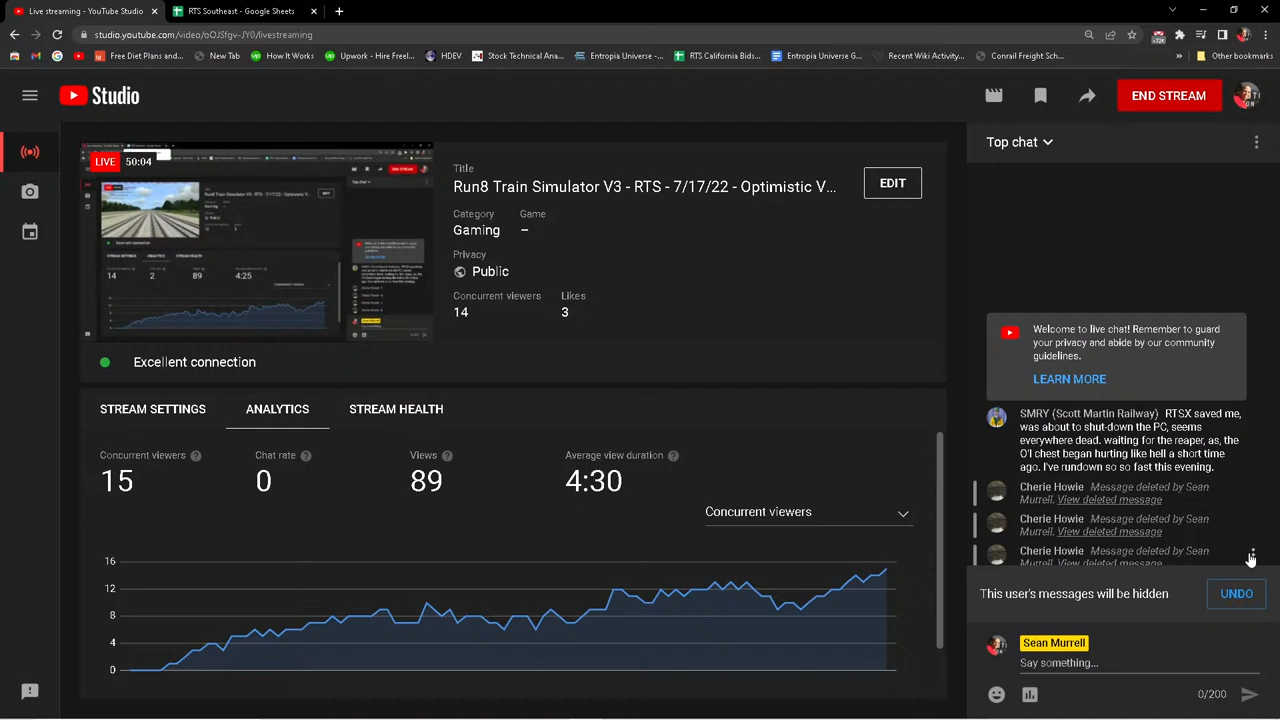 Live streaming - YouTube Studio
RTS Southeast - Google Sheets
studio.youtube.com/video/oOJSfgv-JY0/livestreaming
Free Diet Plans and...
New Tab
How It Works
Upwork - Hire Freel...
HDEV
Stock Technical Ana...
Entropia Universe -...
RTS California Bids...
Entropia Universe G...
Recent Wiki Activity...
Conrail Freight Sch...
»
Other bookmarks
Studio
END STREAM
LIVE 50:04
Title
Run8 Train Simulator V3 - RTS - 7/17/22 - Optimistic V...
EDIT
Category Game
Gaming –
Privacy
Public
Concurrent viewers Likes
14 3
Excellent connection
STREAM SETTINGS ANALYTICS STREAM HEALTH
Concurrent viewers Chat rate Views Average view duration
15 0 89 4:30
Concurrent viewers
16
12
8
4
0
Top chat
Welcome to live chat! Remember to guard
your privacy and abide by our community
guidelines.
LEARN MORE
SMRY (Scott Martin Railway) RTSX saved me,
was about to shut-down the PC, seems
everywhere dead. waiting for the reaper, as, the
O'l chest began hurting like hell a short time
ago. I've rundown so so fast this evening.
Cherie Howie Message deleted by Sean
Murrell. View deleted message
Cherie Howie Message deleted by Sean
Murrell. View deleted message
Cherie Howie Message deleted by Sean
Murrell. View deleted message
This user's messages will be hidden
UNDO
Sean Murrell
Say something...
0/200